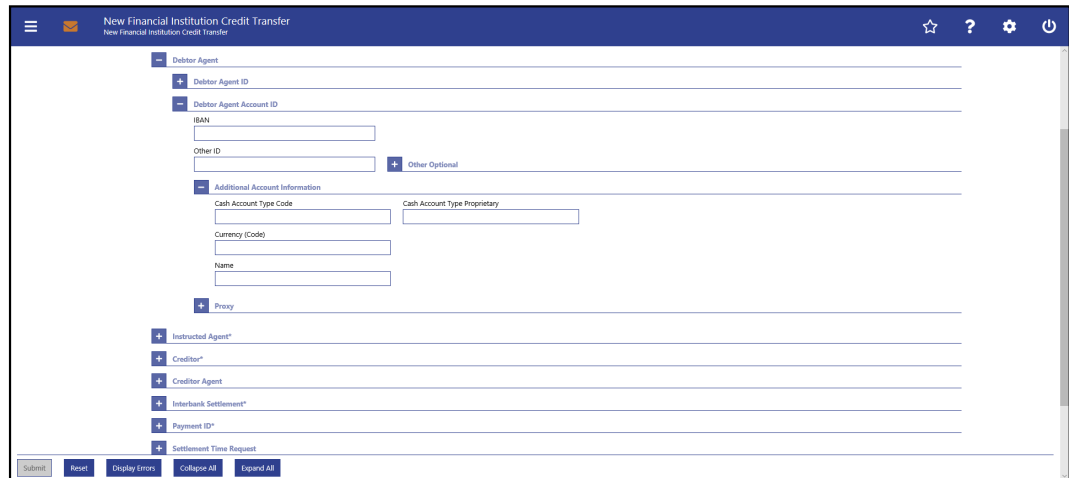 New Financial Institution Credit Transfer
New Financial Institution Credit Transfer
Debtor Agent
Debtor Agent ID
Debtor Agent Account ID
IBAN
Other ID
Other Optional
Additional Account Information
Cash Account Type Code Cash Account Type Proprietary
Currency (Code)
Name
Proxy
Instructed Agent*
Creditor*
Creditor Agent
Interbank Settlement*
Payment ID*
Settlement Time Request
Submit Reset Display Errors Collapse All Expand All